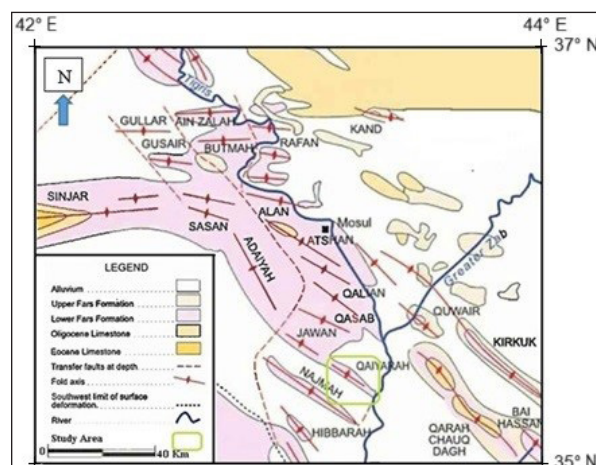 42° E
44° E
37° N
N
Tigris
AIN ZALAH
GULLAR
KAND
GUSAIR
BUTMAH
RAFAN
SINJAR
ALAN
Mosul
SASAN
ATSHAN
ADAIYAH
Greater Zab
QALIAN
QUWAIR
QASAB
JAWAN
KIRKUK
QAIYARAH
NAJMAH
BAI
HASSAN
HIBBARAH
QARAH
CHAUQ
DAGH
35° N
LEGEND
Alluvium
Upper Fars Formation
Lower Fars Formation
Oligocene Limestone
Eocene Limestone
Transfer faults at depth
Fold axis
Southwest limit of surface
deformation.
River
Study Area
0 40 Km